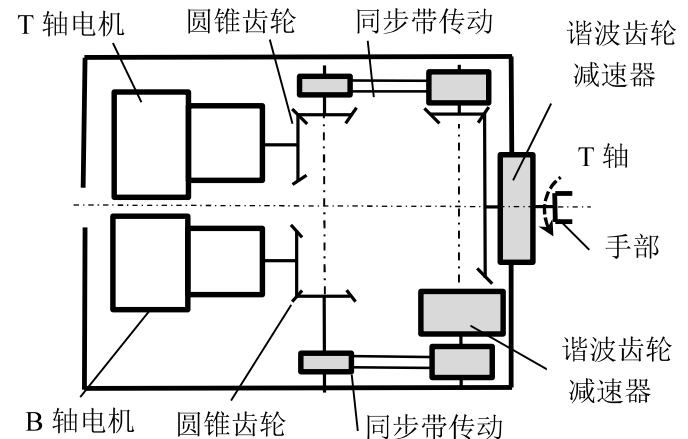 T 轴电机
圆锥齿轮
同步带传动
谐波齿轮
减速器
T 轴
手部
谐波齿轮
减速器
B 轴电机
圆锥齿轮
同步带传动